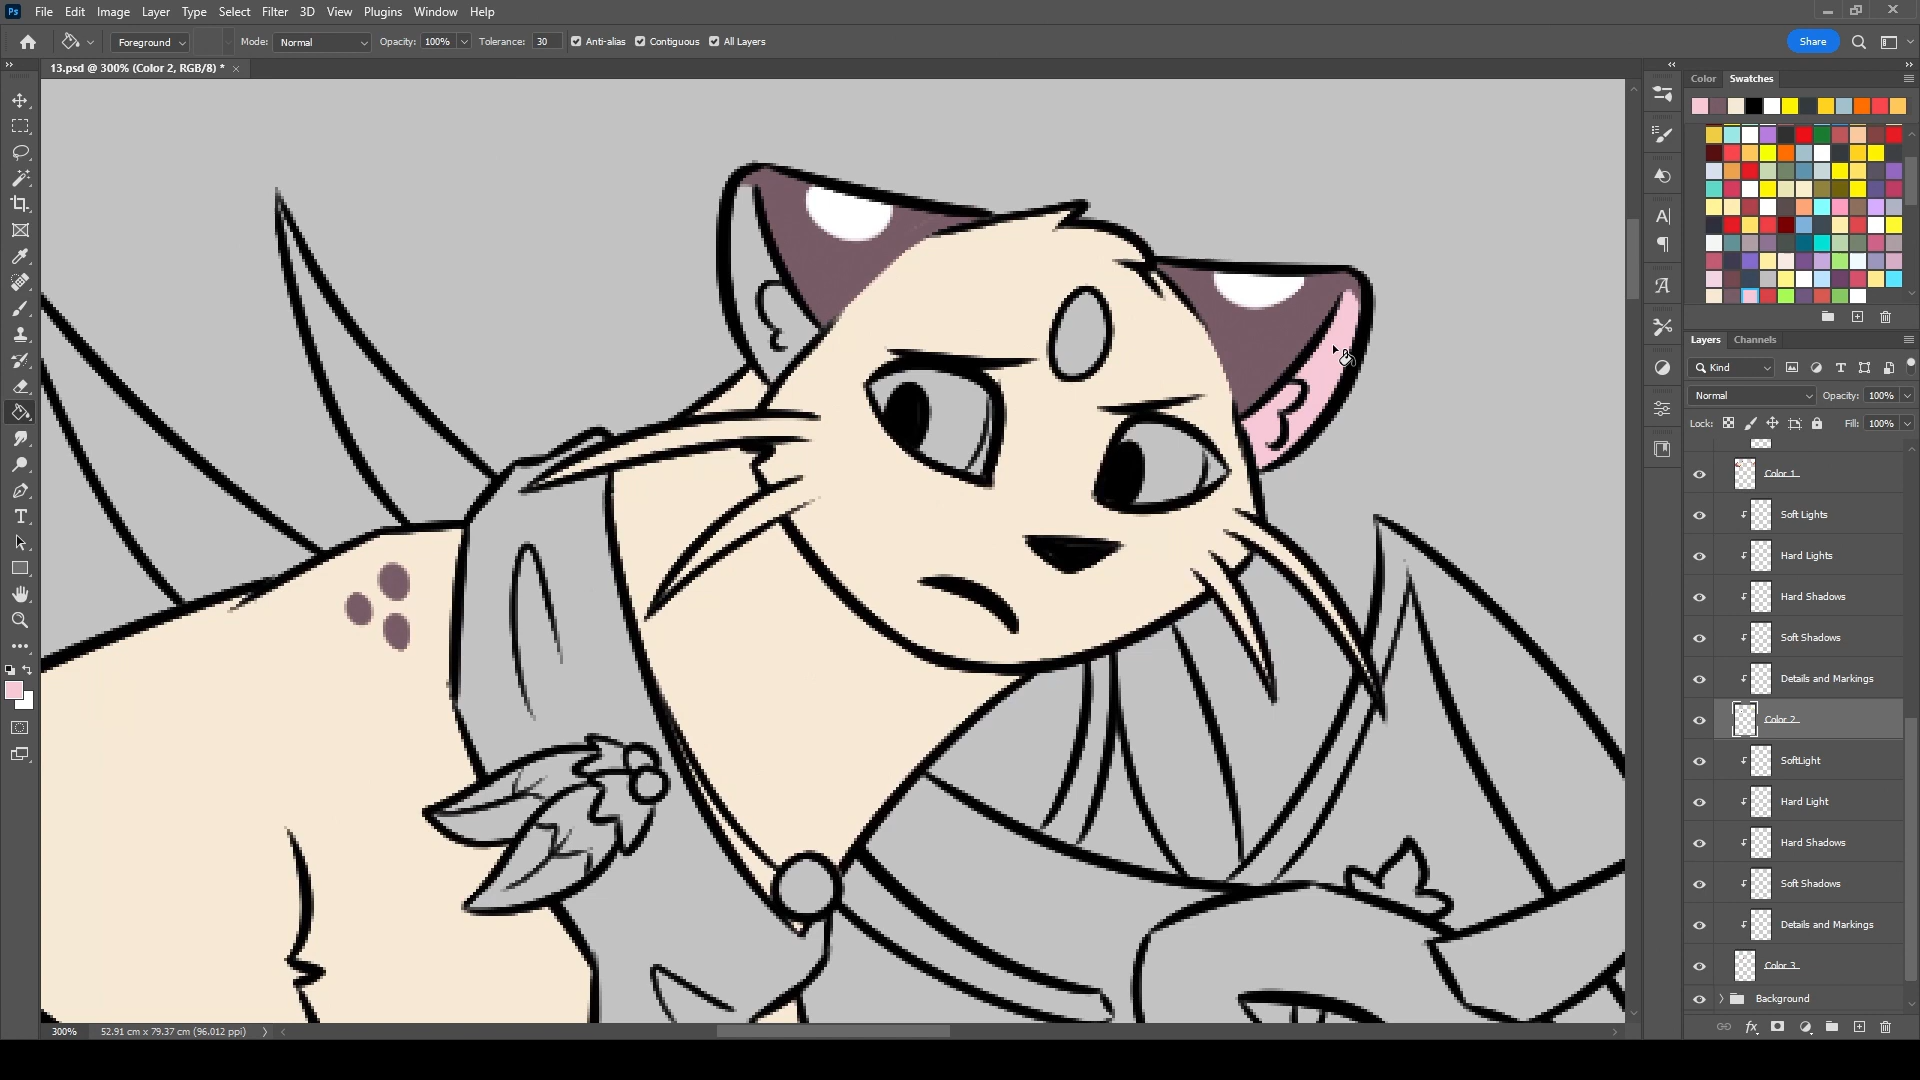 Ps File Edit Image Layer Type Select Filter 3D View Plugins Window Help
Foreground Mode: Normal Opacity: 100% Tolerance: 30 Anti-alias Contiguous All Layers Share
13.psd @ 300% (Color 2, RGB/8) *
Color Swatches
Layers Channels
Kind
Normal Opacity: 100%
Lock: Fill: 100%
Color 1
Soft Lights
Hard Lights
Hard Shadows
Soft Shadows
Details and Markings
Color 2
SoftLight
Hard Light
Hard Shadows
Soft Shadows
Details and Markings
Color 3
Background
300% 52.91 cm x 79.37 cm (96.012 ppi)